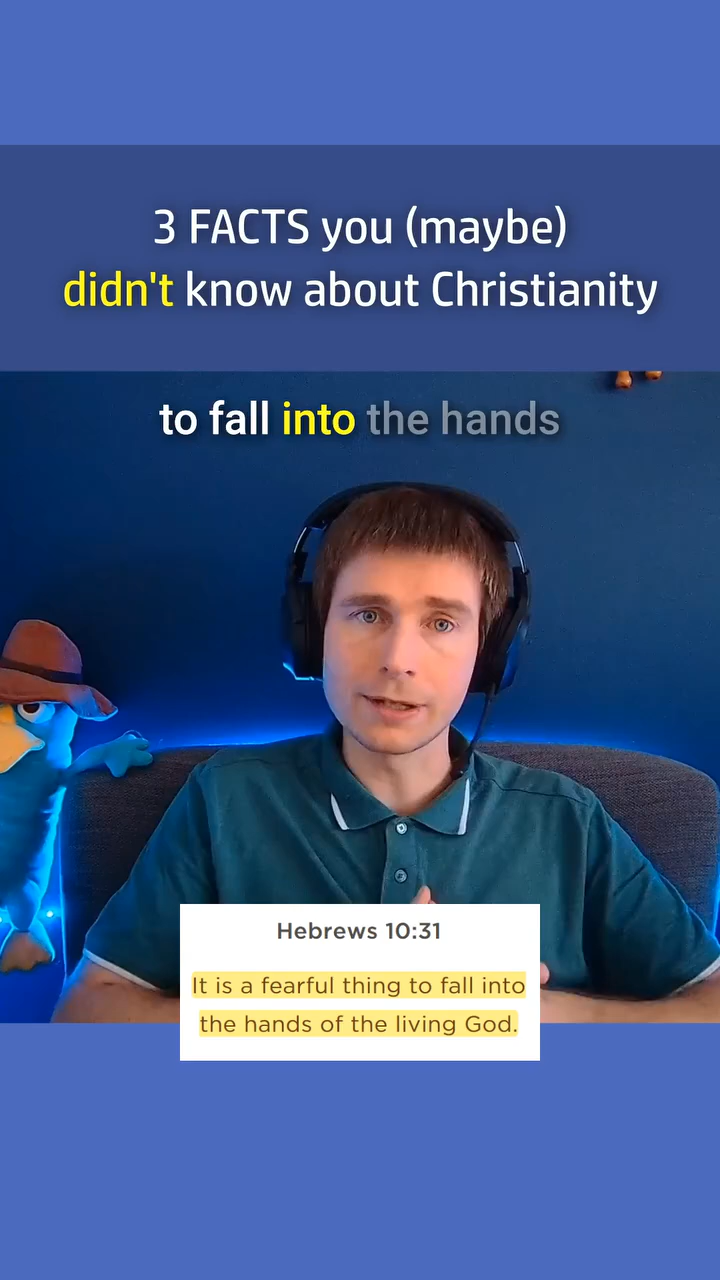 3 FACTS you (maybe)
didn't know about Christianity
to fall into the hands
Hebrews 10:31
It is a fearful thing to fall into
the hands of the living God.